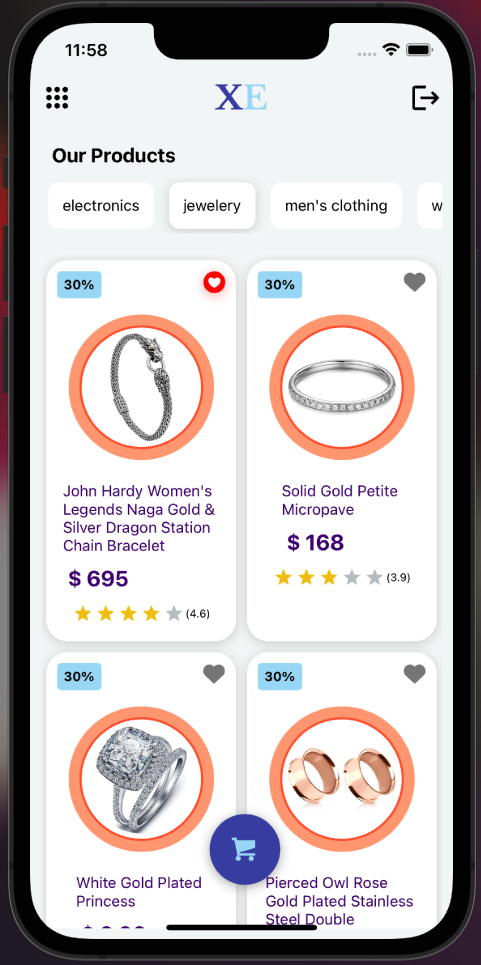 11:58
XE
Our Products
electronics
jewelery
men's clothing
w
30%
30%
John Hardy Women's
Legends Naga Gold &
Silver Dragon Station
Chain Bracelet
$ 695
(4.6)
Solid Gold Petite
Micropave
$ 168
(3.9)
30%
30%
White Gold Plated
Princess
Pierced Owl Rose
Gold Plated Stainless
Steel Double